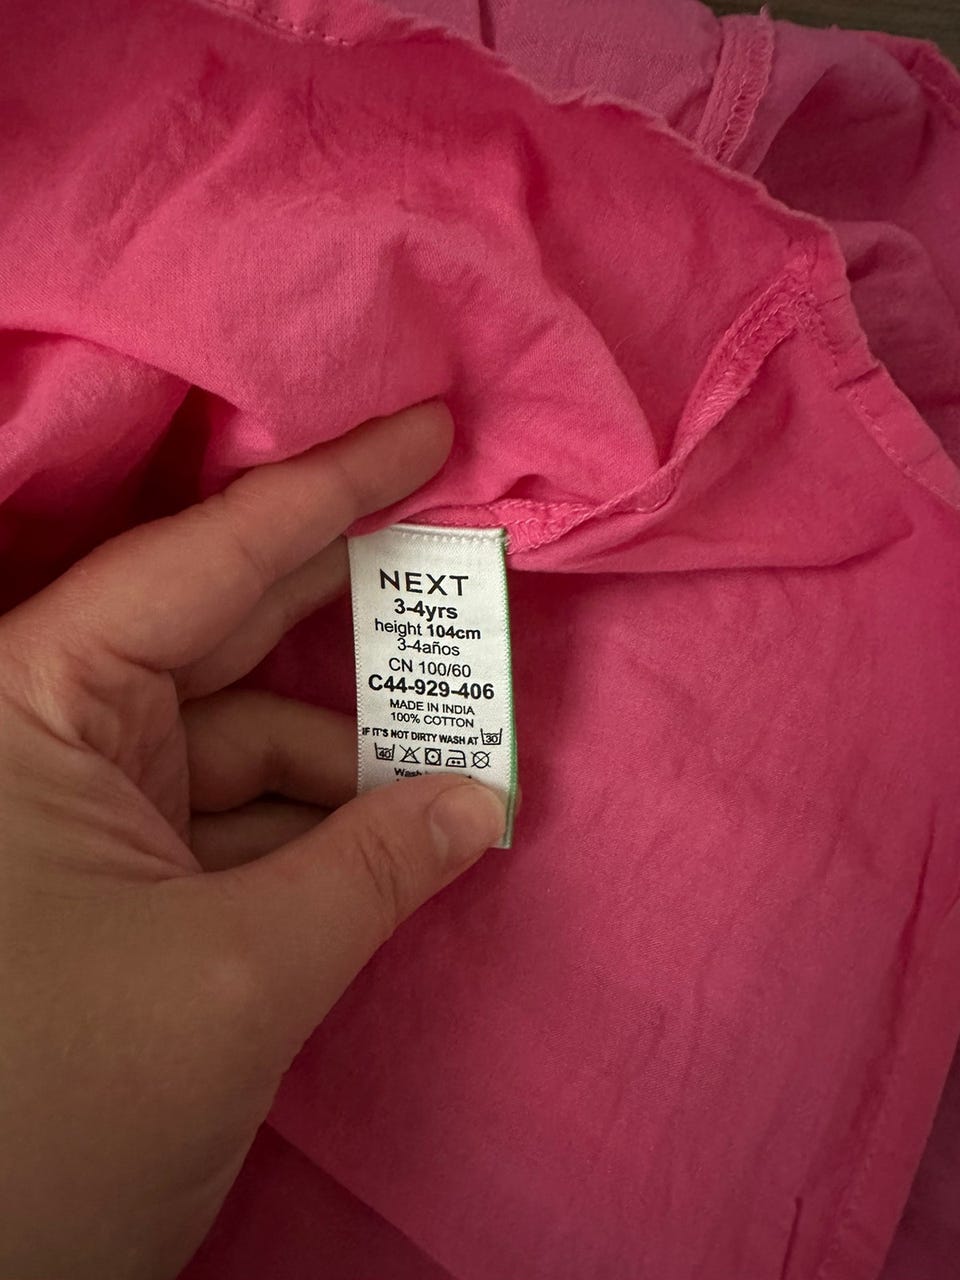 NEXT
3-4yrs
height 104cm
3-4años
CN 100/60
C44-929-406
MADE IN INDIA
100% COTTON
IF IT'S NOT DIRTY WASH AT 30
40
Wash